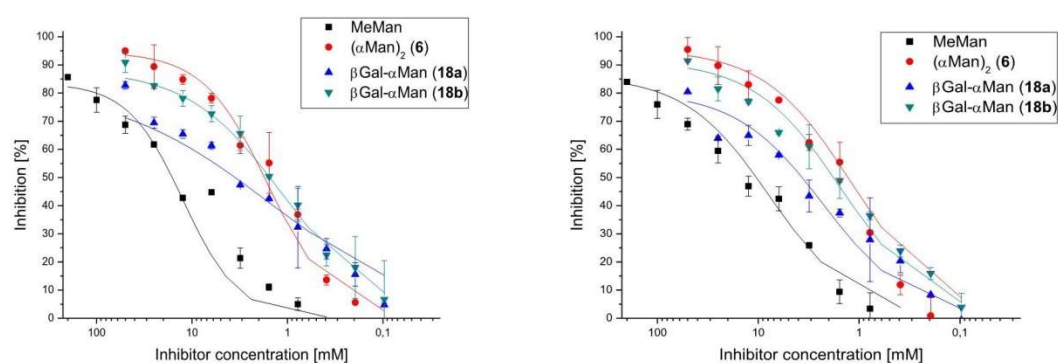 MeMan
(αMan)₂ (6)
βGal-αMan (18a)
βGal-αMan (18b)
100
90
80
70
60
50
40
30
20
10
0
Inhibition [%]
100 10 1 0,1
Inhibitor concentration [mM]
MeMan
(αMan)₂ (6)
βGal-αMan (18a)
βGal-αMan (18b)
100
90
80
70
60
50
40
30
20
10
0
Inhibition [%]
100 10 1 0,1
Inhibitor concentration [mM]